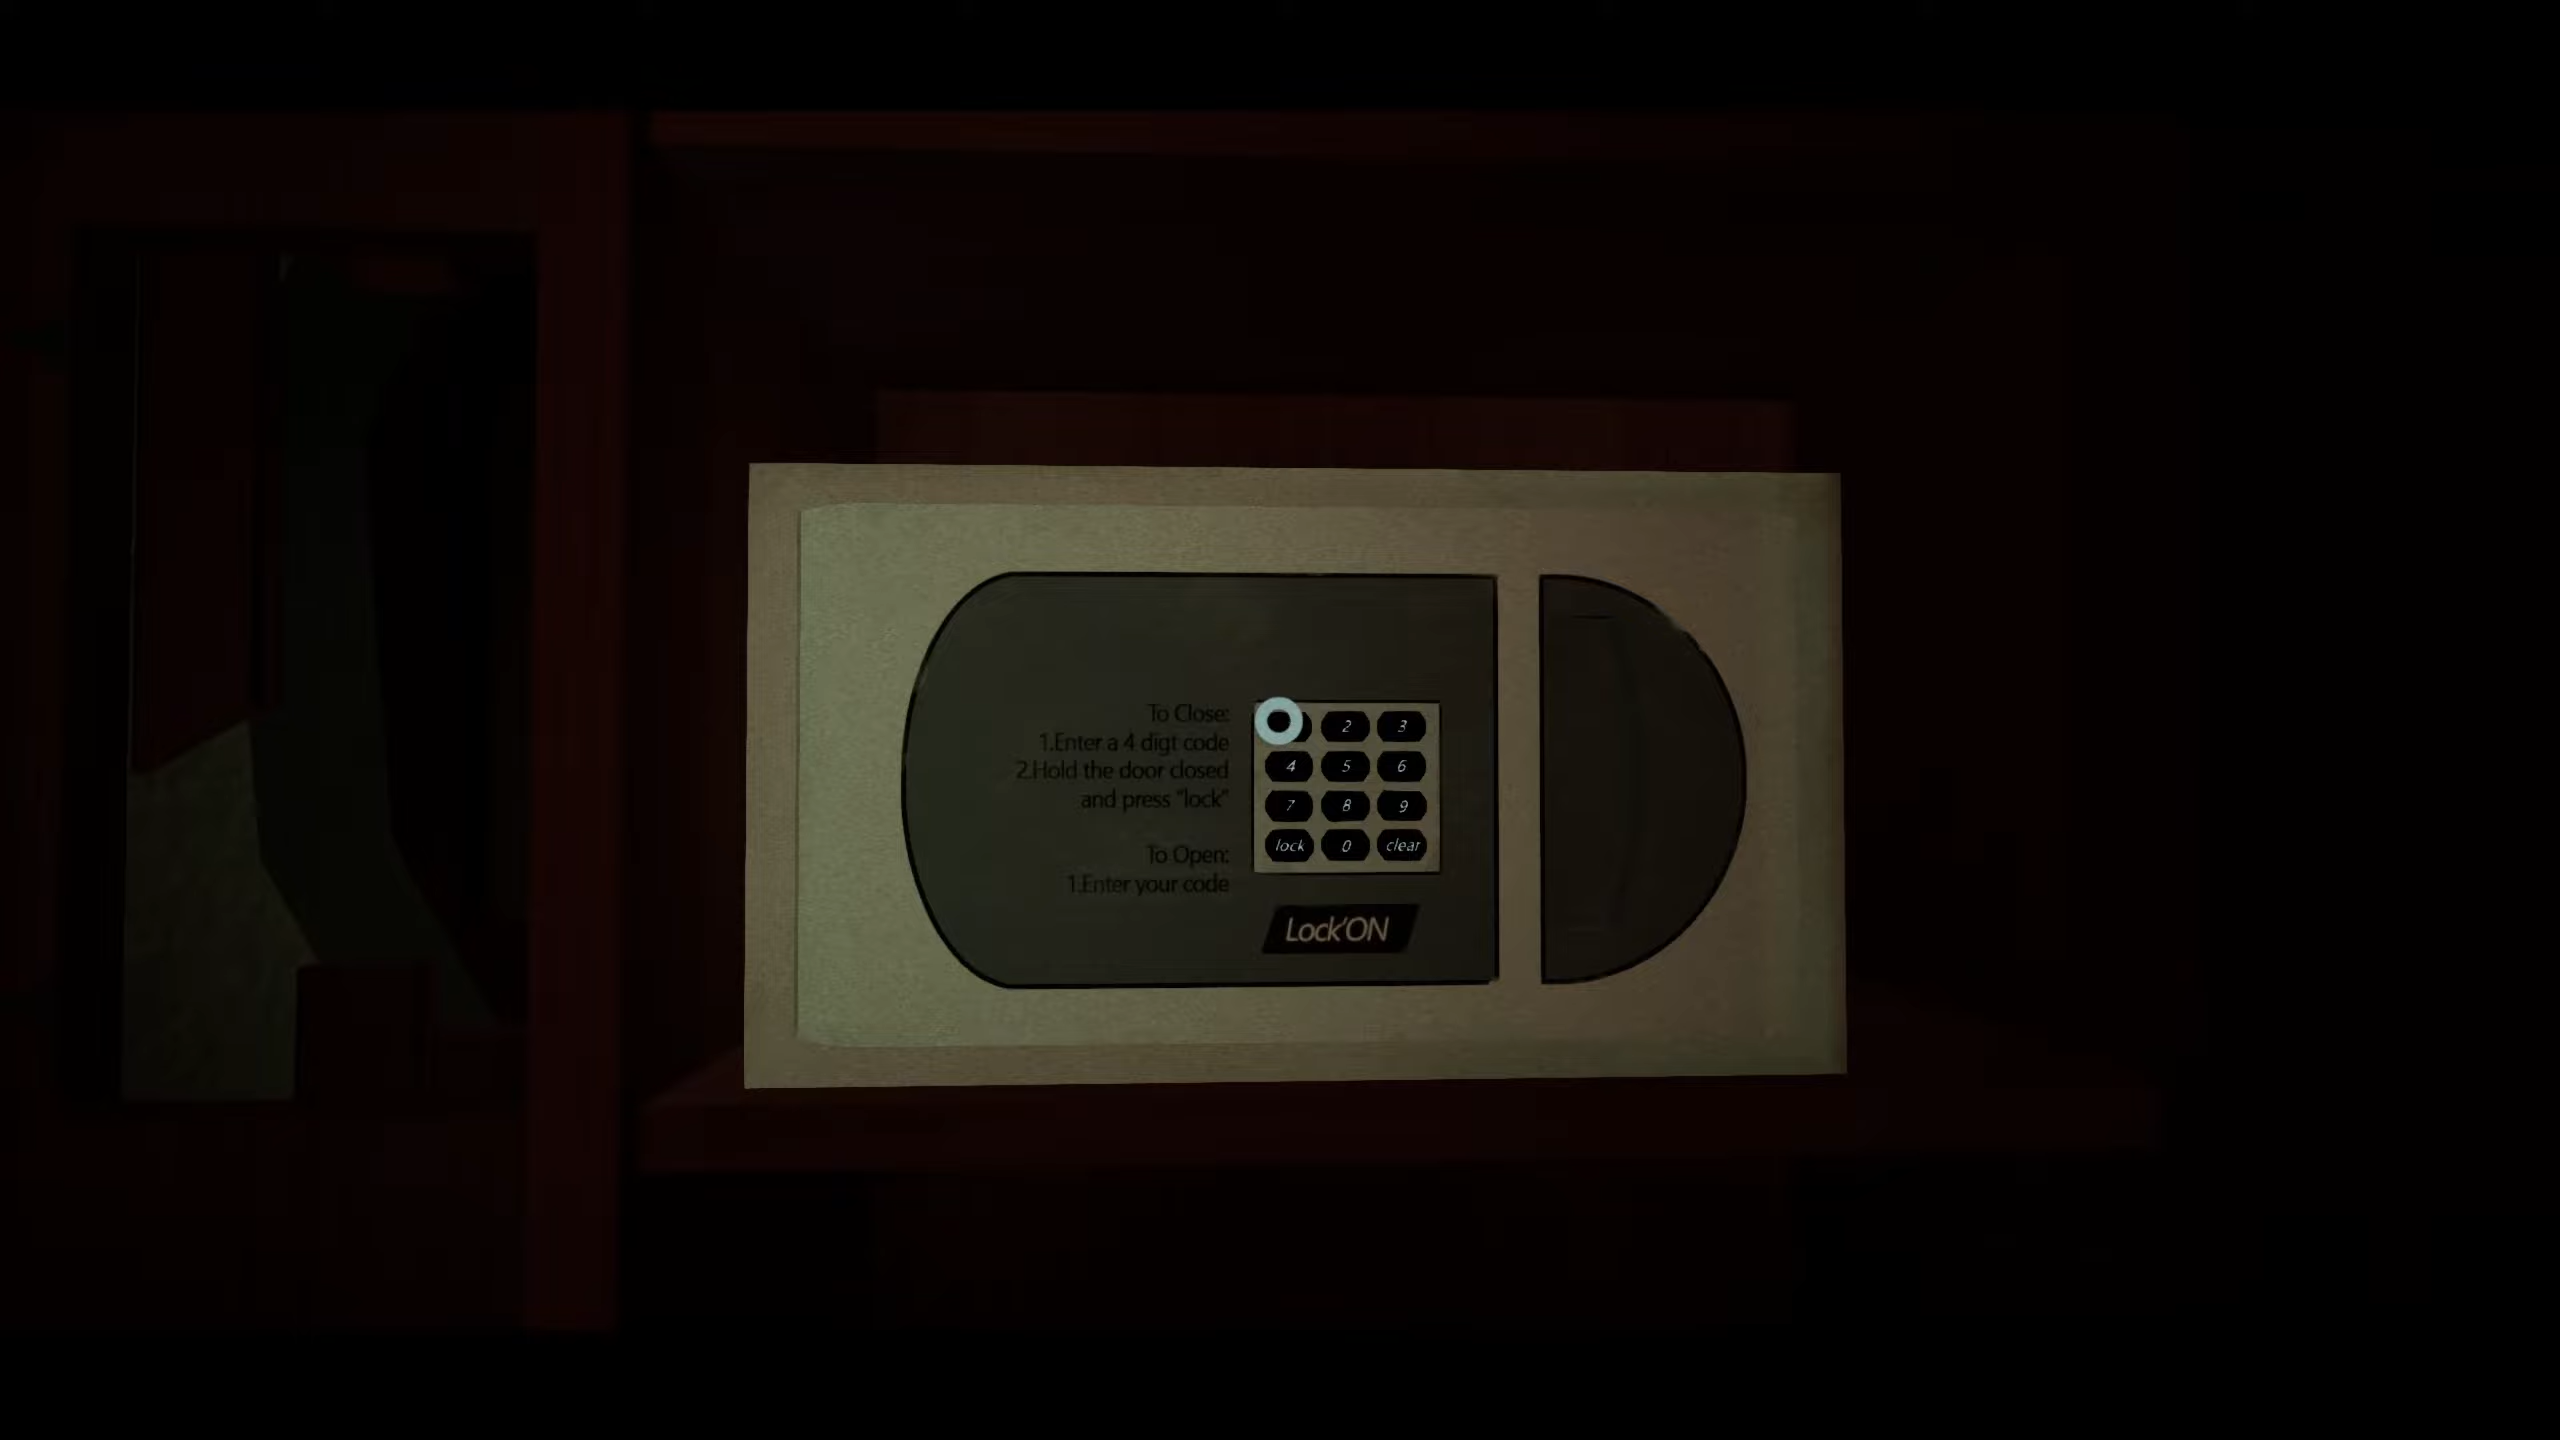 To Close:
1.Enter a 4 digt code
2.Hold the door closed
and press "lock"
To Open:
1.Enter your code
2 3
4 5 6
7 8 9
lock 0 clear
Lock'ON